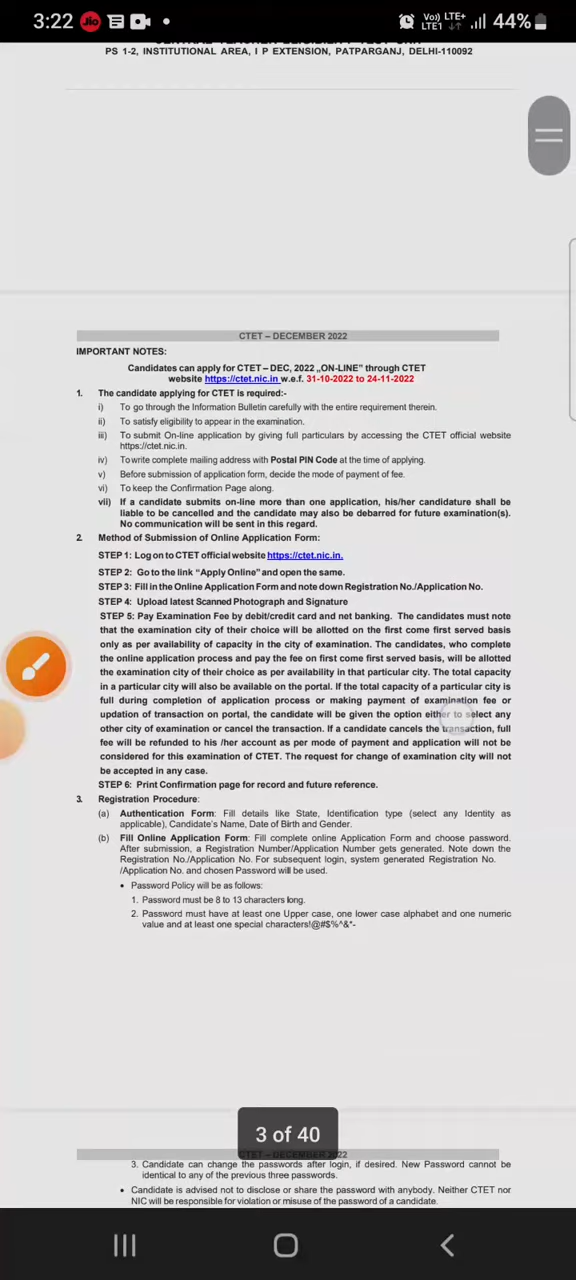 3:22 Jio Vo) LTE+ LTE1 44%
PS 1-2, INSTITUTIONAL AREA, I P EXTENSION, PATPARGANJ, DELHI-110092
CTET – DECEMBER 2022
IMPORTANT NOTES:
Candidates can apply for CTET – DEC, 2022 „ON-LINE" through CTET
website https://ctet.nic.in w.e.f. 31-10-2022 to 24-11-2022
1. The candidate applying for CTET is required:-
i) To go through the Information Bulletin carefully with the entire requirement therein.
ii) To satisfy eligibility to appear in the examination.
iii) To submit On-line application by giving full particulars by accessing the CTET official website
https://ctet.nic.in.
iv) To write complete mailing address with Postal PIN Code at the time of applying.
v) Before submission of application form, decide the mode of payment of fee.
vi) To keep the Confirmation Page along.
vii) If a candidate submits on-line more than one application, his/her candidature shall be
liable to be cancelled and the candidate may also be debarred for future examination(s).
No communication will be sent in this regard.
2. Method of Submission of Online Application Form:
STEP 1: Log on to CTET official website https://ctet.nic.in.
STEP 2: Go to the link “Apply Online” and open the same.
STEP 3: Fill in the Online Application Form and note down Registration No./Application No.
STEP 4: Upload latest Scanned Photograph and Signature
STEP 5: Pay Examination Fee by debit/credit card and net banking. The candidates must note
that the examination city of their choice will be allotted on the first come first served basis
only as per availability of capacity in the city of examination. The candidates, who complete
the online application process and pay the fee on first come first served basis, will be allotted
the examination city of their choice as per availability in that particular city. The total capacity
in a particular city will also be available on the portal. If the total capacity of a particular city is
full during completion of application process or making payment of examination fee or
updation of transaction on portal, the candidate will be given the option either to select any
other city of examination or cancel the transaction. If a candidate cancels the transaction, full
fee will be refunded to his /her account as per mode of payment and application will not be
considered for this examination of CTET. The request for change of examination city will not
be accepted in any case.
STEP 6: Print Confirmation page for record and future reference.
3. Registration Procedure:
(a) Authentication Form: Fill details like State, Identification type (select any Identity as
applicable), Candidate's Name, Date of Birth and Gender.
(b) Fill Online Application Form: Fill complete online Application Form and choose password.
After submission, a Registration Number/Application Number gets generated. Note down the
Registration No./Application No. For subsequent login, system generated Registration No.
/Application No. and chosen Password will be used.
• Password Policy will be as follows:
1. Password must be 8 to 13 characters long.
2. Password must have at least one Upper case, one lower case alphabet and one numeric
value and at least one special characters!@#$%^&*-
3 of 40
3. Candidate can change the passwords after login, if desired. New Password cannot be
identical to any of the previous three passwords.
• Candidate is advised not to disclose or share the password with anybody. Neither CTET nor
NIC will be responsible for violation or misuse of the password of a candidate.